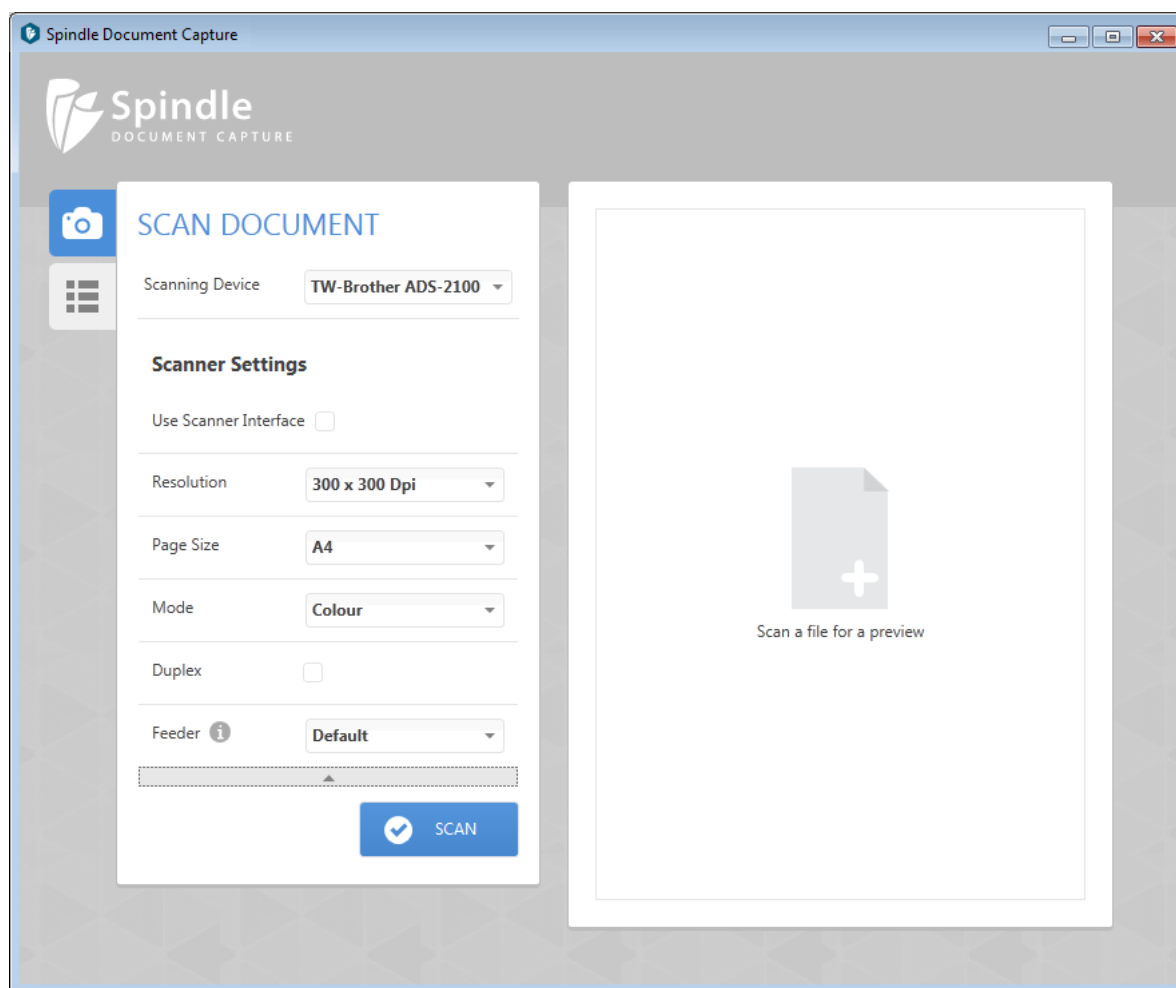 Spindle Document Capture
Spindle
DOCUMENT CAPTURE
SCAN DOCUMENT
Scanning Device TW-Brother ADS-2100
Scanner Settings
Use Scanner Interface
Resolution 300 x 300 Dpi
Page Size A4
Mode Colour
Duplex
Feeder i Default
SCAN
Scan a file for a preview